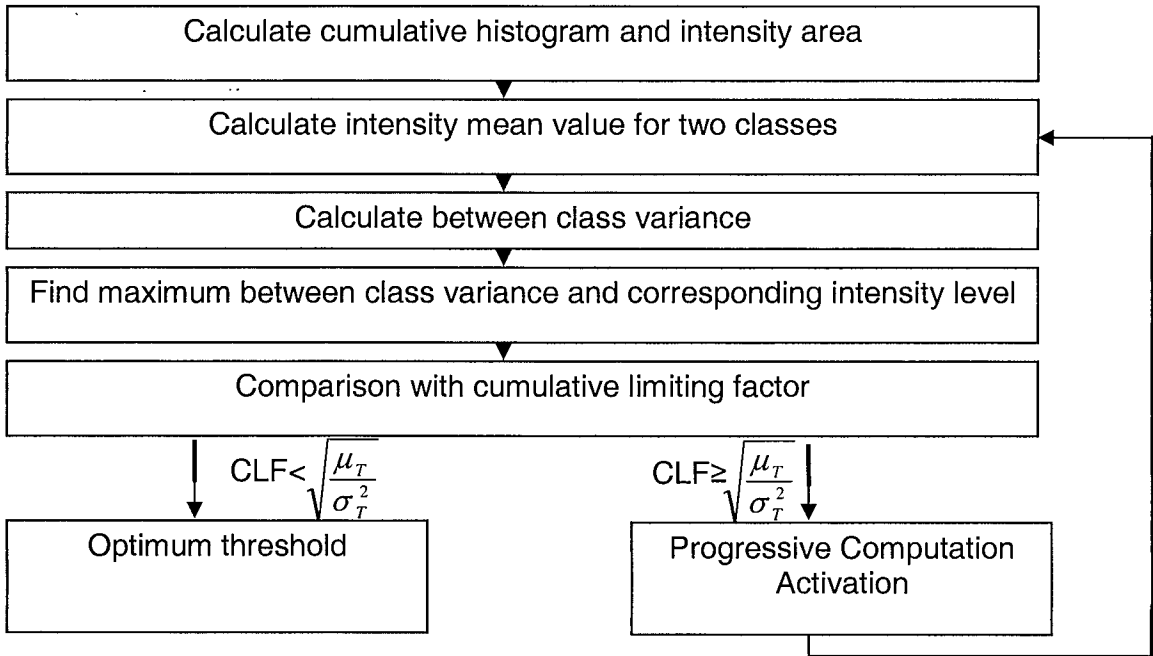 Calculate cumulative histogram and intensity area
Calculate intensity mean value for two classes
Calculate between class variance
Find maximum between class variance and corresponding intensity level
Comparison with cumulative limiting factor
CLF<√(μ_T/σ_T^2)
CLF≥√(μ_T/σ_T^2)
Optimum threshold
Progressive Computation
Activation